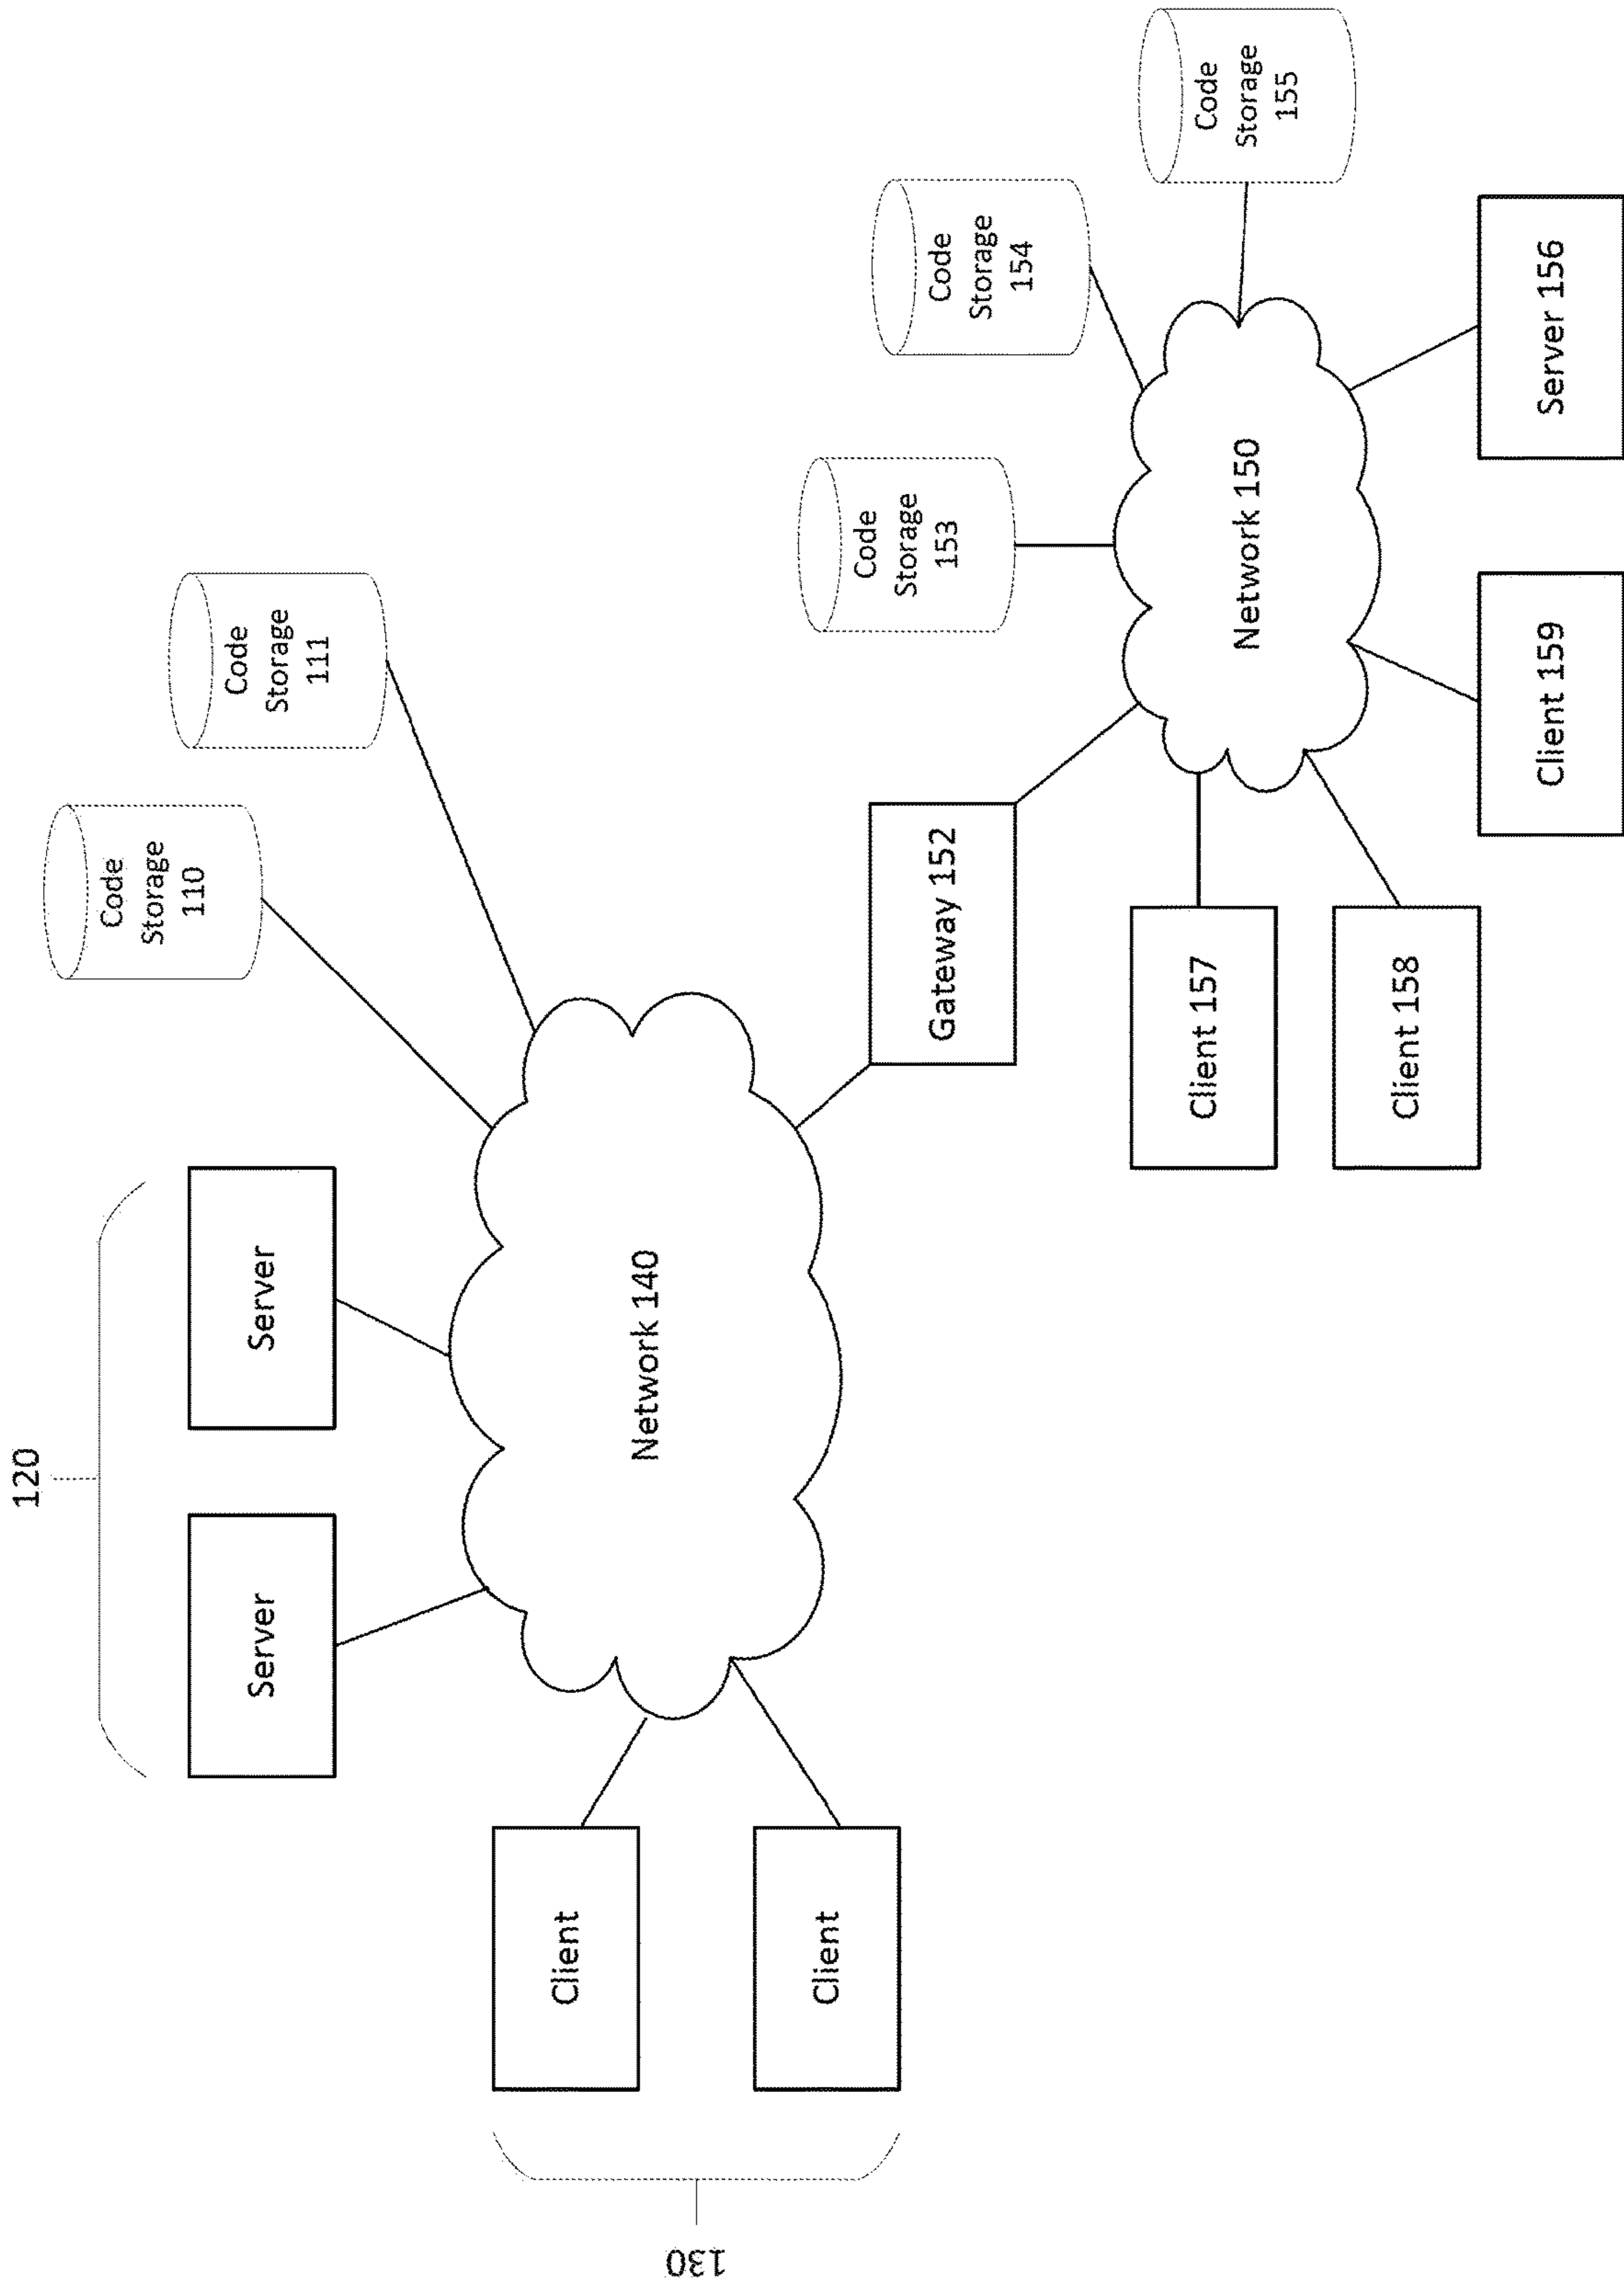 120
Server
Server
Client
Client
130
Network 140
Code
Storage
110
Code
Storage
111
Gateway 152
Code
Storage
153
Code
Storage
154
Code
Storage
155
Network 150
Client 157
Client 158
Client 159
Server 156